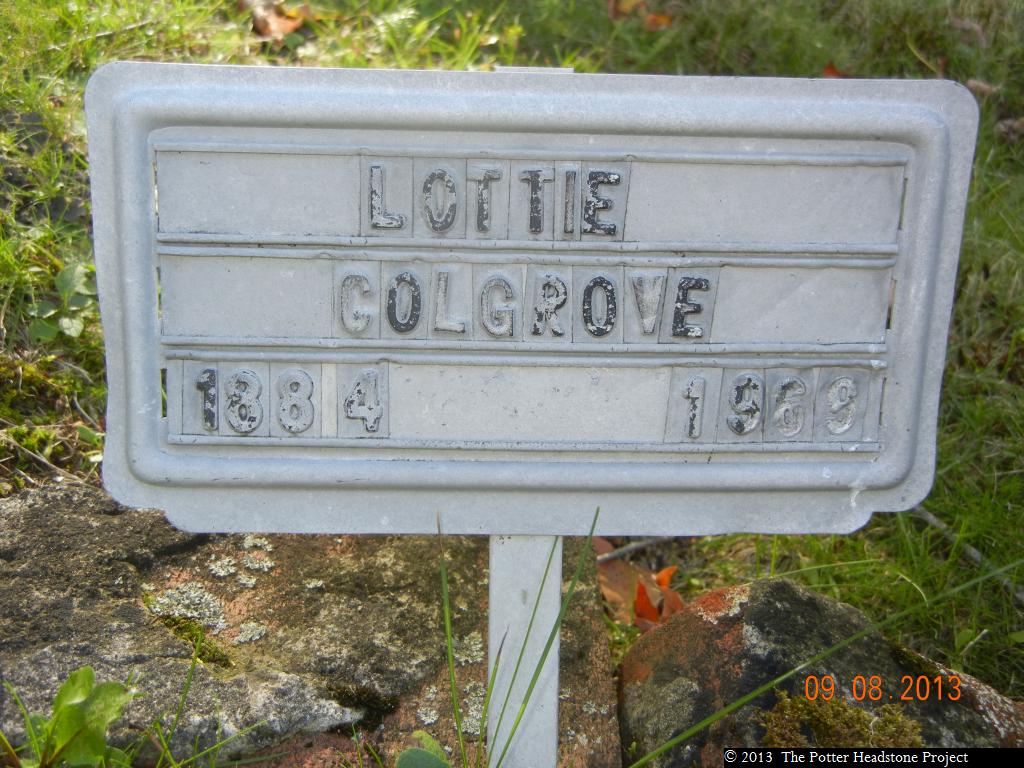 LOTTIE
COLGROVE
1884 1969
09.08.2013
© 2013 The Potter Headstone Project